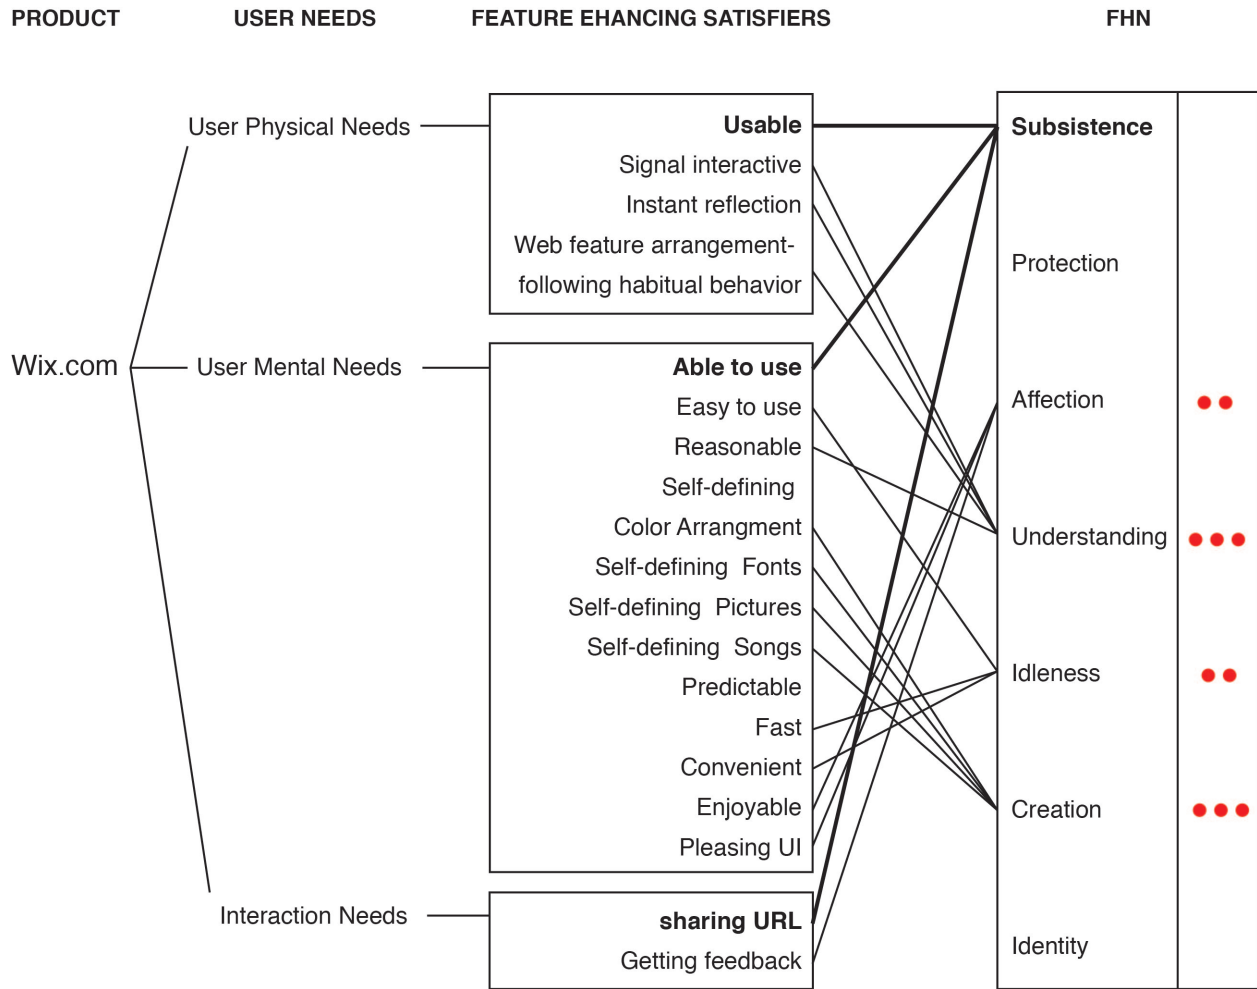 PRODUCT
USER NEEDS
FEATURE EHANCING SATISFIERS
FHN
User Physical Needs
Usable
Signal interactive
Instant reflection
Web feature arrangement-
following habitual behavior
Wix.com
User Mental Needs
Able to use
Easy to use
Reasonable
Self-defining
Color Arrangment
Self-defining Fonts
Self-defining Pictures
Self-defining Songs
Predictable
Fast
Convenient
Enjoyable
Pleasing UI
Interaction Needs
sharing URL
Getting feedback
Subsistence
Protection
Affection
Understanding
Idleness
Creation
Identity